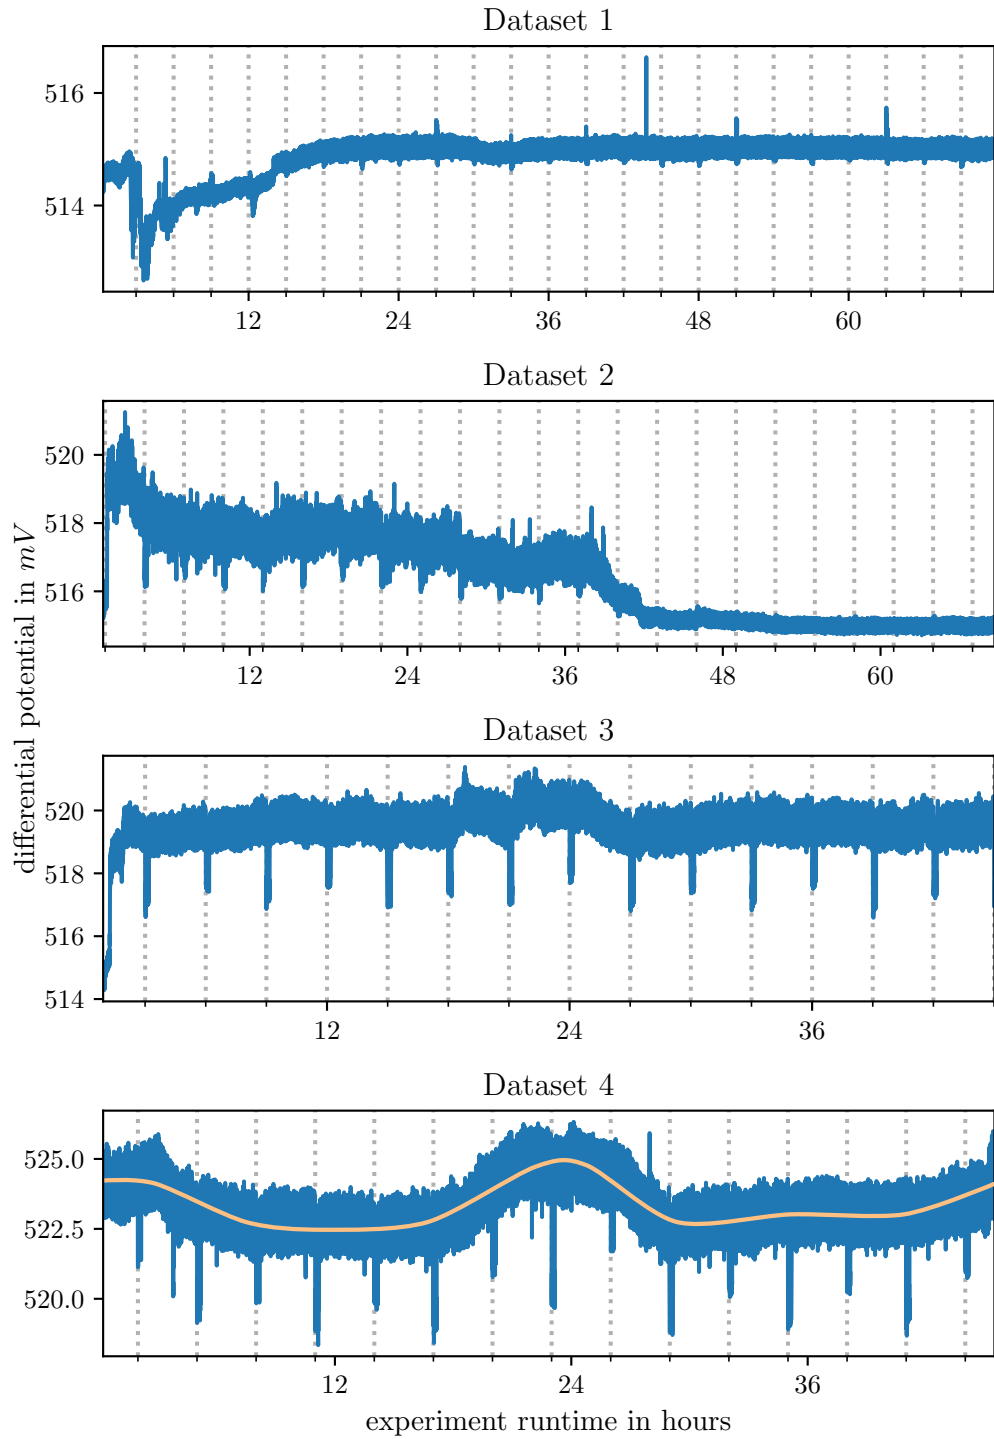 Dataset 1
516
514
12 24 36 48 60
Dataset 2
520
518
516
12 24 36 48 60
differential potential in mV
Dataset 3
520
518
516
514
12 24 36
Dataset 4
525.0
522.5
520.0
12 24 36
experiment runtime in hours